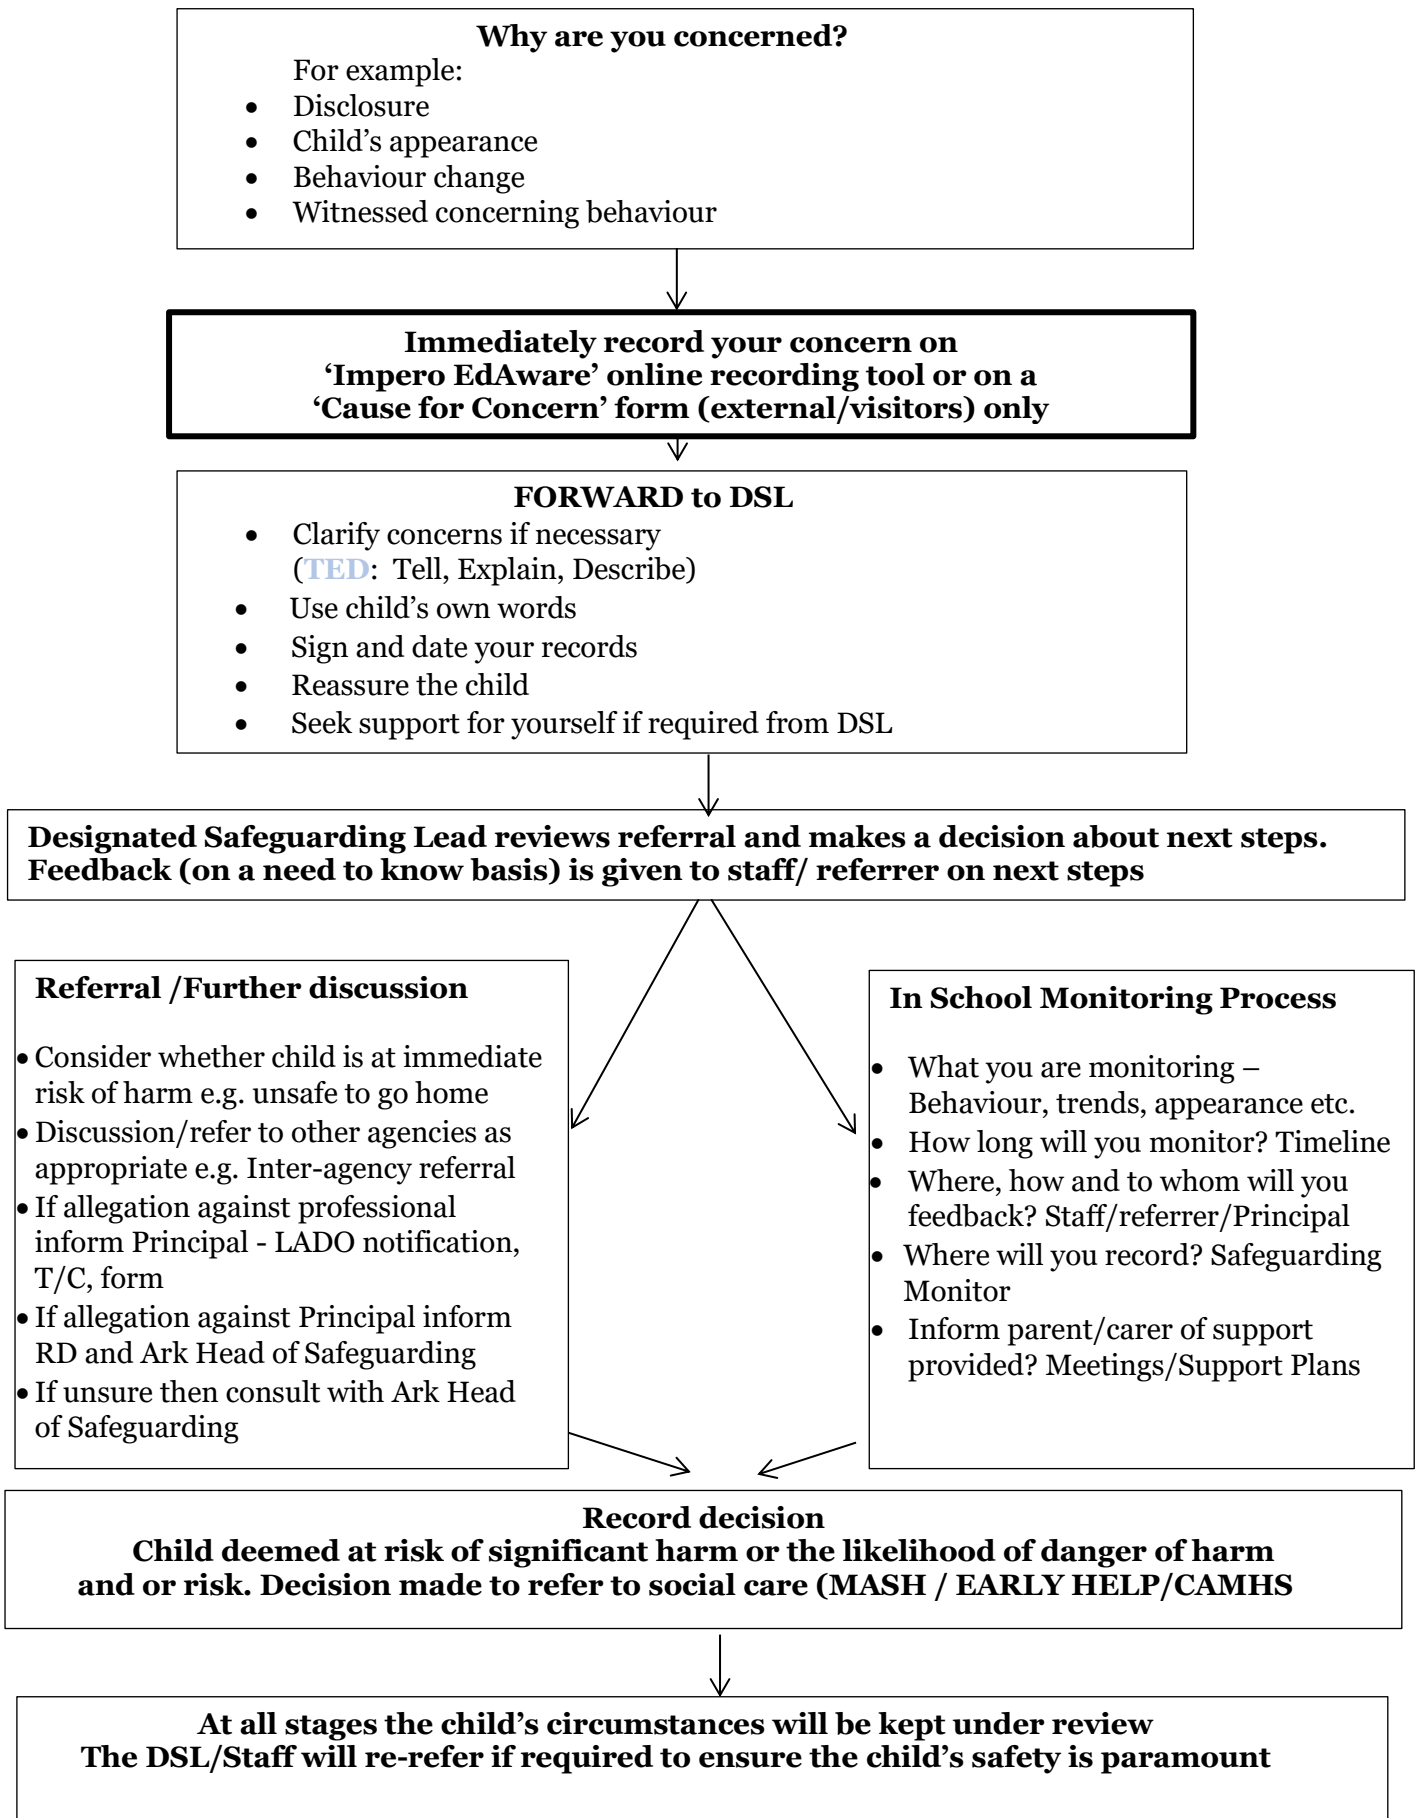 Why are you concerned?
For example:
• Disclosure
• Child’s appearance
• Behaviour change
• Witnessed concerning behaviour
Immediately record your concern on
‘Impero EdAware’ online recording tool or on a
‘Cause for Concern’ form (external/visitors) only
FORWARD to DSL
• Clarify concerns if necessary
(TED: Tell, Explain, Describe)
• Use child’s own words
• Sign and date your records
• Reassure the child
• Seek support for yourself if required from DSL
Designated Safeguarding Lead reviews referral and makes a decision about next steps.
Feedback (on a need to know basis) is given to staff/ referrer on next steps
Referral /Further discussion
• Consider whether child is at immediate
risk of harm e.g. unsafe to go home
• Discussion/refer to other agencies as
appropriate e.g. Inter-agency referral
• If allegation against professional
inform Principal - LADO notification,
T/C, form
• If allegation against Principal inform
RD and Ark Head of Safeguarding
• If unsure then consult with Ark Head
of Safeguarding
In School Monitoring Process
• What you are monitoring –
Behaviour, trends, appearance etc.
• How long will you monitor? Timeline
• Where, how and to whom will you
feedback? Staff/referrer/Principal
• Where will you record? Safeguarding
Monitor
• Inform parent/carer of support
provided? Meetings/Support Plans
Record decision
Child deemed at risk of significant harm or the likelihood of danger of harm
and or risk. Decision made to refer to social care (MASH / EARLY HELP/CAMHS
At all stages the child’s circumstances will be kept under review
The DSL/Staff will re-refer if required to ensure the child’s safety is paramount